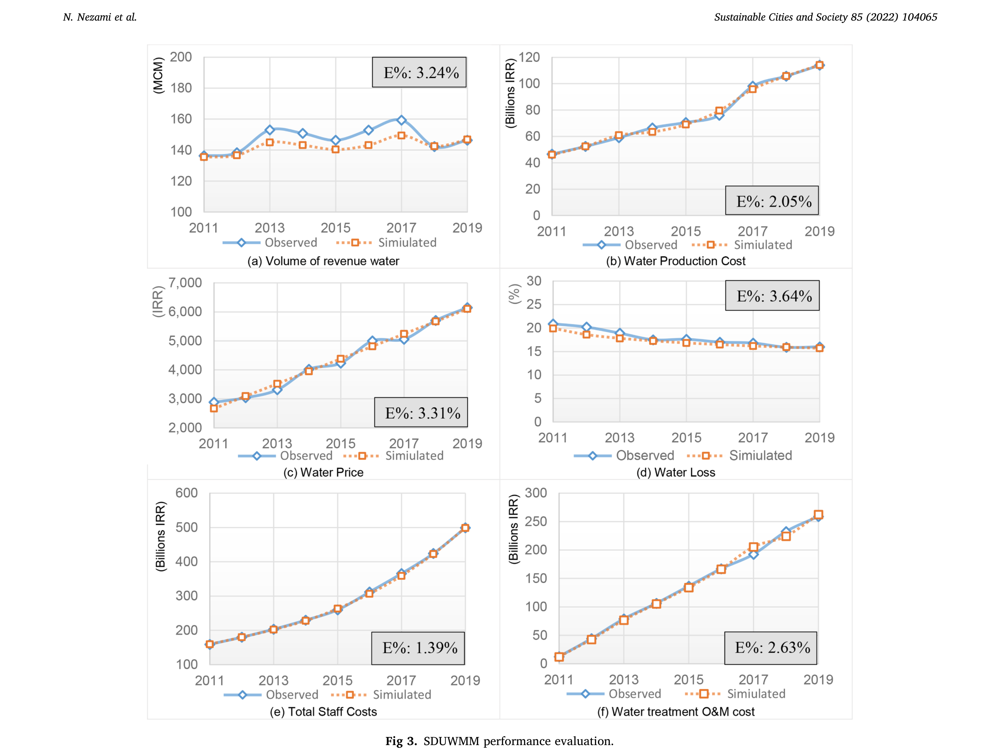 N. Nezami et al.
Sustainable Cities and Society 85 (2022) 104065
(MCM)
200
180
160
140
120
100
E%: 3.24%
2011 2013 2015 2017 2019
Observed Simiulated
(a) Volume of revenue water
(Billions IRR)
120
100
80
60
40
20
0
E%: 2.05%
2011 2013 2015 2017 2019
Observed Simiulated
(b) Water Production Cost
(IRR)
7,000
6,000
5,000
4,000
3,000
2,000
E%: 3.31%
2011 2013 2015 2017 2019
Observed Simiulated
(c) Water Price
(%)
30
25
20
15
10
5
0
E%: 3.64%
2011 2013 2015 2017 2019
Observed Simiulated
(d) Water Loss
(Billions IRR)
600
500
400
300
200
100
E%: 1.39%
2011 2013 2015 2017 2019
Observed Simiulated
(e) Total Staff Costs
(Billions IRR)
300
250
200
150
100
50
0
E%: 2.63%
2011 2013 2015 2017 2019
Observed Simiulated
(f) Water treatment O&M cost
Fig 3. SDUWMM performance evaluation.